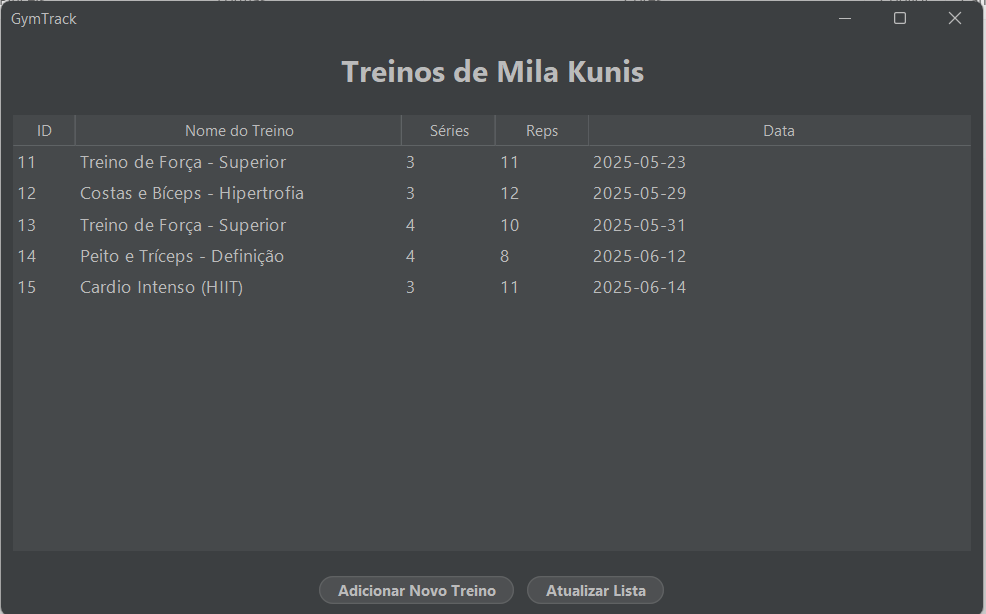 GymTrack
Treinos de Mila Kunis
ID Nome do Treino Séries Reps Data
11 Treino de Força - Superior 3 11 2025-05-23
12 Costas e Bíceps - Hipertrofia 3 12 2025-05-29
13 Treino de Força - Superior 4 10 2025-05-31
14 Peito e Tríceps - Definição 4 8 2025-06-12
15 Cardio Intenso (HIIT) 3 11 2025-06-14
Adicionar Novo Treino Atualizar Lista